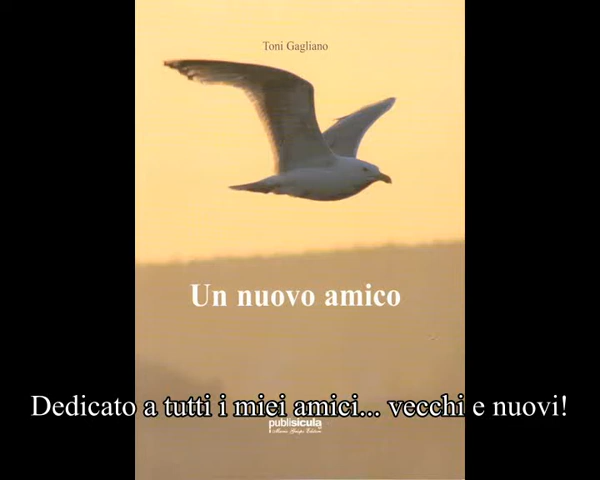 Toni Gagliano
Un nuovo amico
Dedicato a tutti i miei amici... vecchi e nuovi!
publisicula